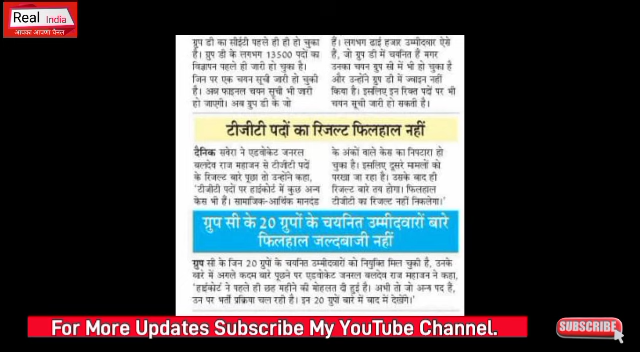 Real India
आपका अपना चैनल
ग्रुप डी का सीईटी पहले ही ही हो चुका
है। ग्रुप डी के लगभग 13500 पदों का
विज्ञापन पहले हो जारी हो चुका है।
जिन पर एक चयन सूची जारी हो चुकी
है। अब फाइनल चयन सूची भी जारी
हो जाएगी। अब ग्रुप डी के जो
हैं। लगभग ढाई हजार उम्मीदवार ऐसे
हैं, जो ग्रुप डी में चयनित हैं मगर
उनका चयन ग्रुप सी में भी हो चुका है
और उन्होंने ग्रुप डी में ज्वाइन नहीं
किया है। इसलिए इन रिक्त पदों पर भी
चयन सूची जारी हो सकती है।
टीजीटी पदों का रिजल्ट फिलहाल नहीं
दैनिक सवेरा ने एडवोकेट जनरल
बलदेव राज महाजन से टीजीटी पदों
के रिजल्ट बारे पूछा तो उन्होंने कहा,
'टीजीटी पदों पर हाईकोर्ट में कुछ अन्य
केस भी हैं। सामाजिक-आर्थिक मानदंड
के अंकों वाले केस का निपटारा हो
चुका है। इसलिए दूसरे मामलों को
परखा जा रहा है। उसके बाद ही
रिजल्ट बारे तय होगा। फिलहाल
टीजीटी का रिजल्ट नहीं निकलेगा।'
ग्रुप सी के 20 ग्रुपों के चयनित उम्मीदवारों बारे
फिलहाल जल्दबाजी नहीं
ग्रुप सी के जिन 20 ग्रुपों के चयनित उम्मीदवारों को नियुक्ति मिल चुकी है, उनके
बारे में अगले कदम बारे पूछने पर एडवोकेट जनरल बलदेव राज महाजन ने कहा,
'हाईकोर्ट ने पहले ही छह महीने की मोहलत दी हुई है। अभी तो जो अन्य पद हैं,
उन पर भर्ती प्रक्रिया चल रही है। इन 20 ग्रुपों बारे में बाद में देखेंगे।'
For More Updates Subscribe My YouTube Channel.
SUBSCRIBE